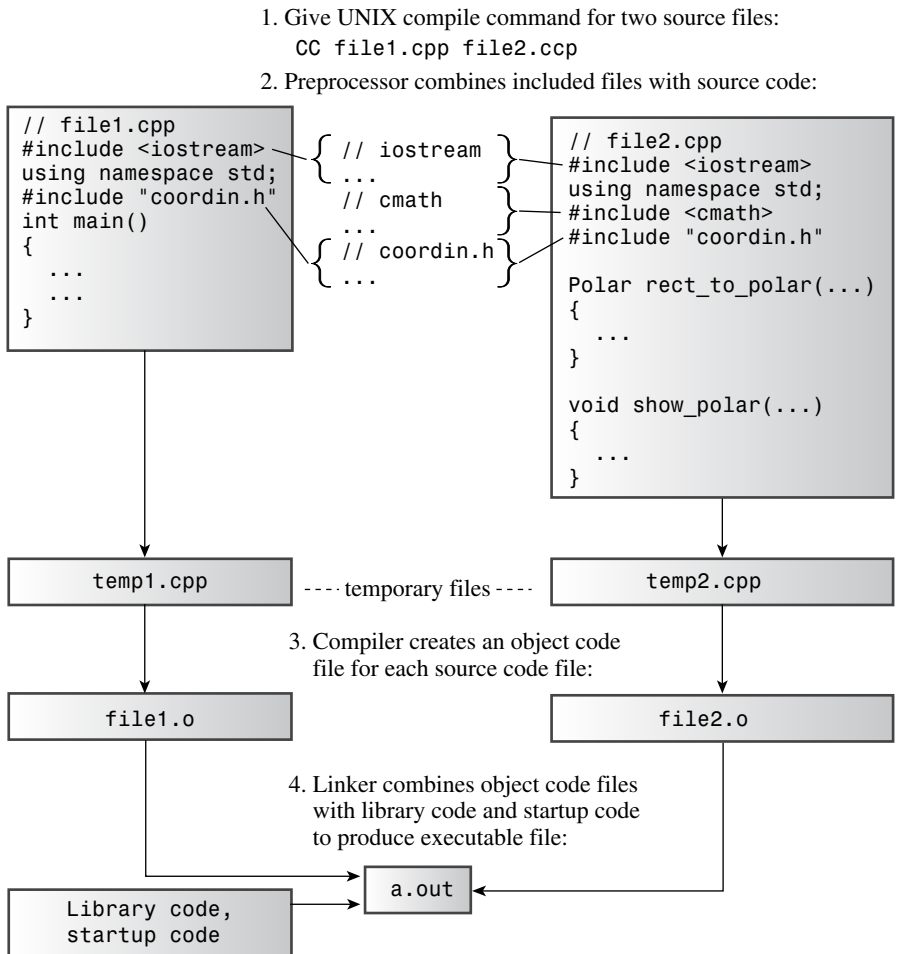 1. Give UNIX compile command for two source files:
CC file1.cpp file2.ccp
2. Preprocessor combines included files with source code:
// file1.cpp
#include <iostream>
using namespace std;
#include "coordin.h"
int main()
{
...
...
}
// iostream
...
// cmath
...
// coordin.h
...
// file2.cpp
#include <iostream>
using namespace std;
#include <cmath>
#include "coordin.h"
Polar rect_to_polar(...)
{
...
}
void show_polar(...)
{
...
}
temp1.cpp
temporary files
temp2.cpp
3. Compiler creates an object code
file for each source code file:
file1.o
file2.o
4. Linker combines object code files
with library code and startup code
to produce executable file:
a.out
Library code,
startup code